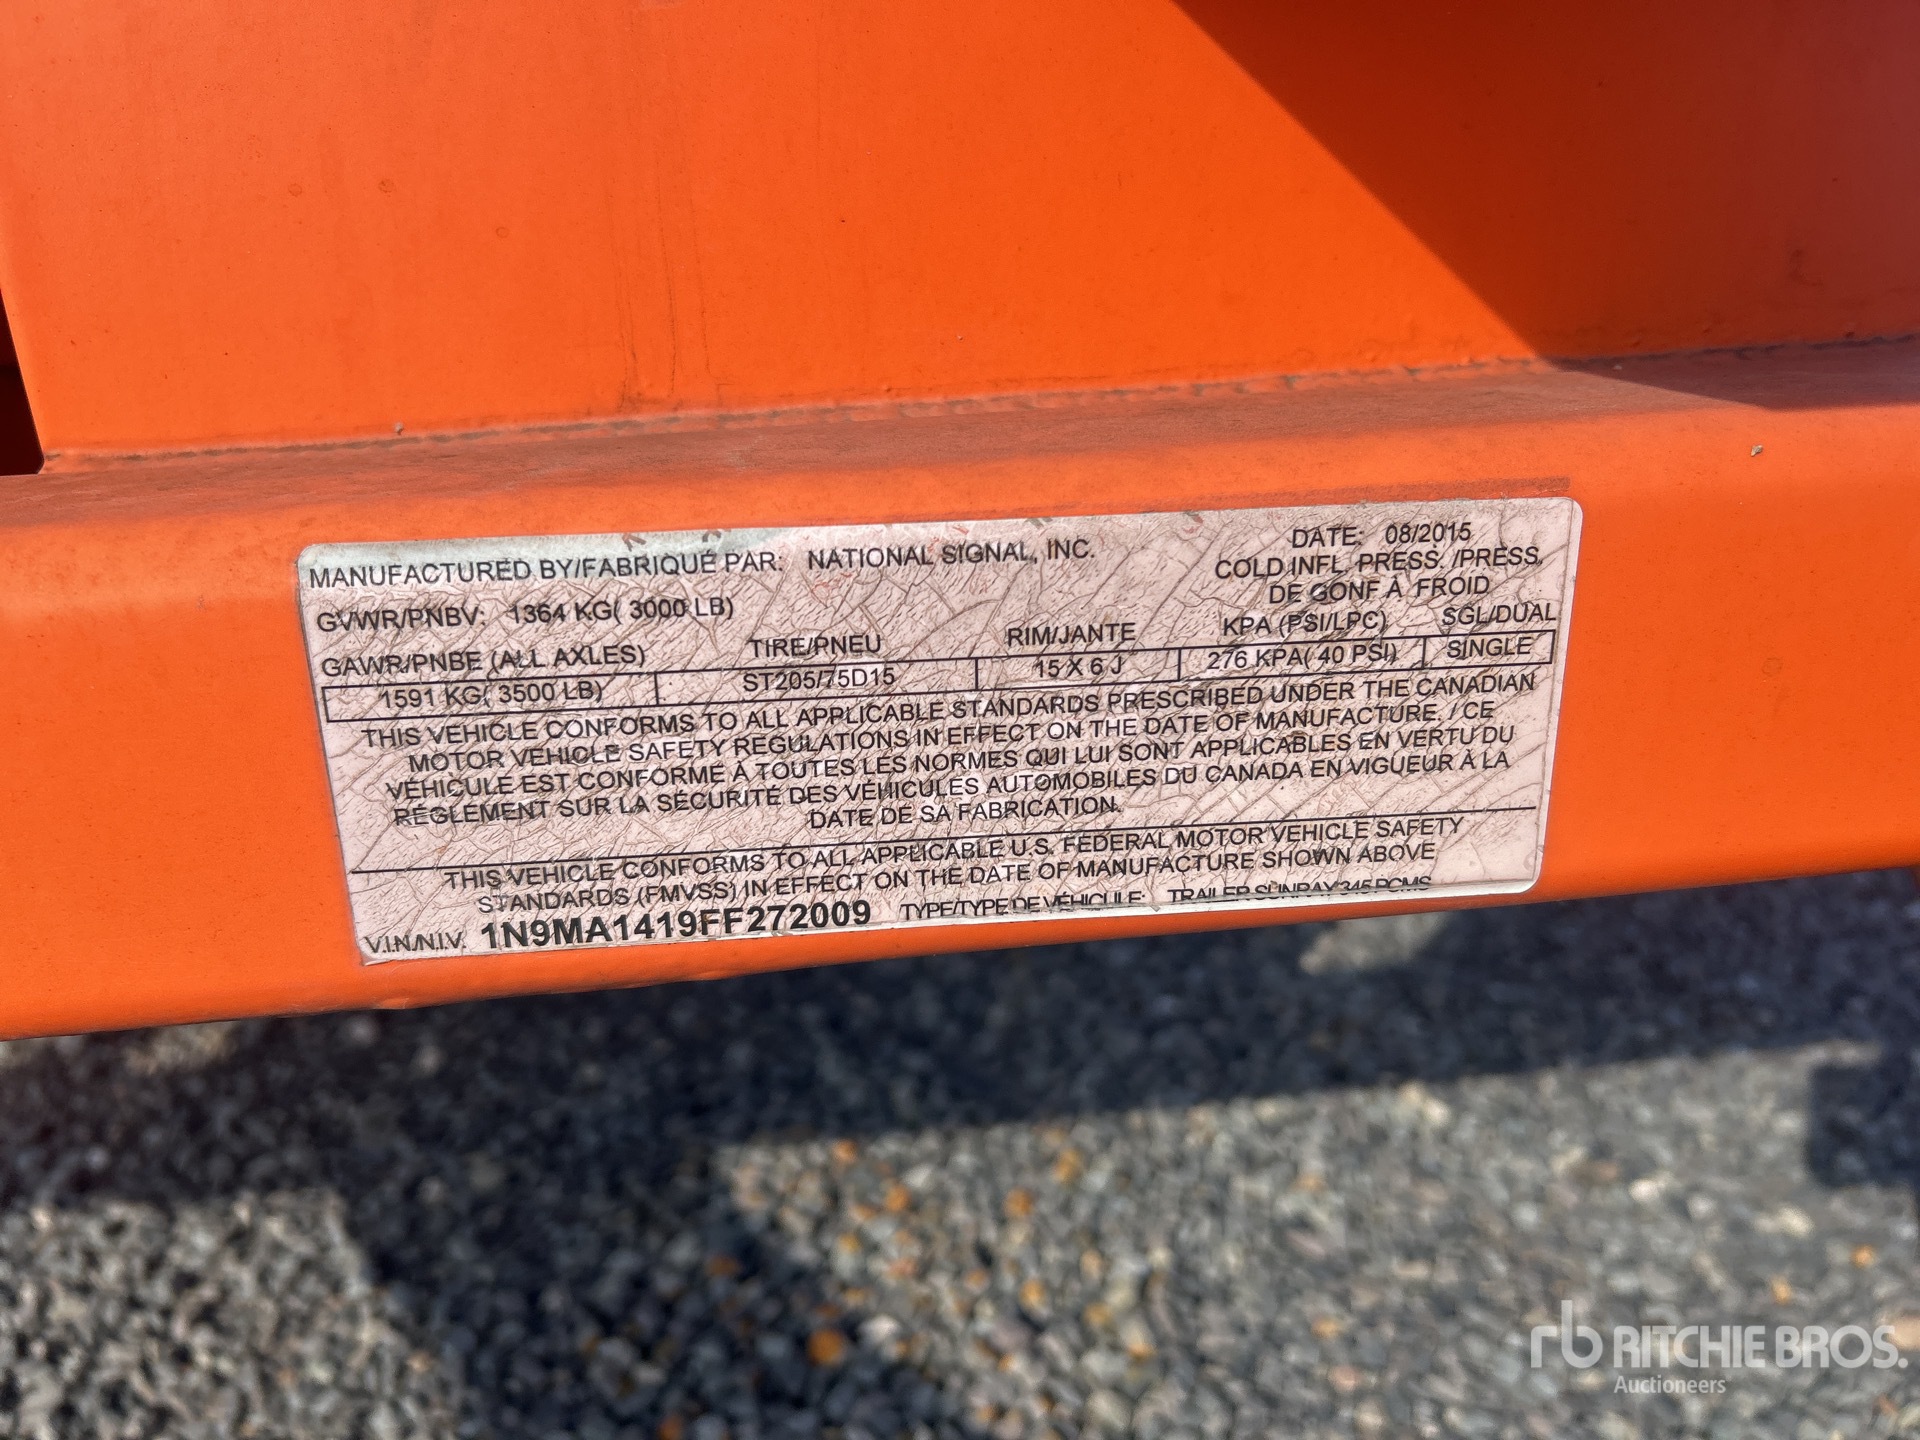 MANUFACTURED BY/FABRIQUÉ PAR: NATIONAL SIGNAL, INC.
DATE: 08/2015
GVWR/PNBV: 1364 KG( 3000 LB)
COLD INFL. PRESS. /PRESS.
DE GONF À FROID
GAWR/PNBE (ALL AXLES) TIRE/PNEU RIM/JANTE KPA (PSI/LPC) SGL/DUAL
1591 KG( 3500 LB) ST205/75D15 15 X 6 J 276 KPA( 40 PSI) SINGLE
THIS VEHICLE CONFORMS TO ALL APPLICABLE STANDARDS PRESCRIBED UNDER THE CANADIAN
MOTOR VEHICLE SAFETY REGULATIONS IN EFFECT ON THE DATE OF MANUFACTURE. / CE
VÉHICULE EST CONFORME À TOUTES LES NORMES QUI LUI SONT APPLICABLES EN VERTU DU
RÉGLEMENT SUR LA SÉCURITÉ DES VÉHICULES AUTOMOBILES DU CANADA EN VIGUEUR À LA
DATE DE SA FABRICATION.
THIS VEHICLE CONFORMS TO ALL APPLICABLE U.S. FEDERAL MOTOR VEHICLE SAFETY
STANDARDS (FMVSS) IN EFFECT ON THE DATE OF MANUFACTURE SHOWN ABOVE
V.I.N./N.I.V. 1N9MA1419FF272009 TYPE/TYPE DE VÉHICULE: TRAILER SUNRAY 345 PCMS
rb RITCHIE BROS.
Auctioneers